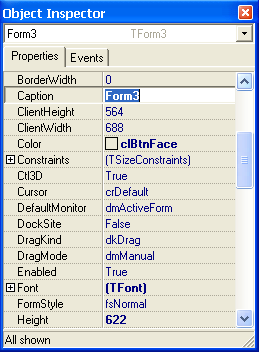 Object Inspector
Form3 TForm3
Properties Events
BorderWidth 0
Caption Form3
ClientHeight 564
ClientWidth 688
Color clBtnFace
Constraints (TSizeConstraints)
Ctl3D True
Cursor crDefault
DefaultMonitor dmActiveForm
DockSite False
DragKind dkDrag
DragMode dmManual
Enabled True
Font (TFont)
FormStyle fsNormal
Height 622
All shown